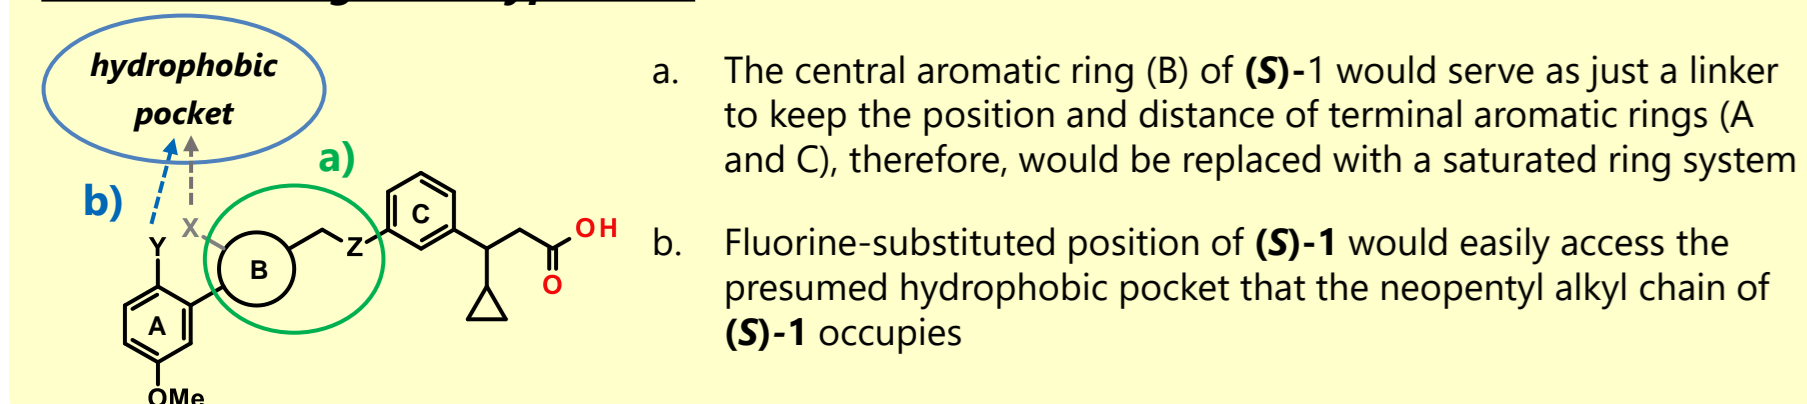 hydrophobic
pocket
a)
b)
X
Y
Z
C
B
A
OH
O
OMe
a. The central aromatic ring (B) of (S)-1 would serve as just a linker
to keep the position and distance of terminal aromatic rings (A
and C), therefore, would be replaced with a saturated ring system
b. Fluorine-substituted position of (S)-1 would easily access the
presumed hydrophobic pocket that the neopentyl alkyl chain of
(S)-1 occupies